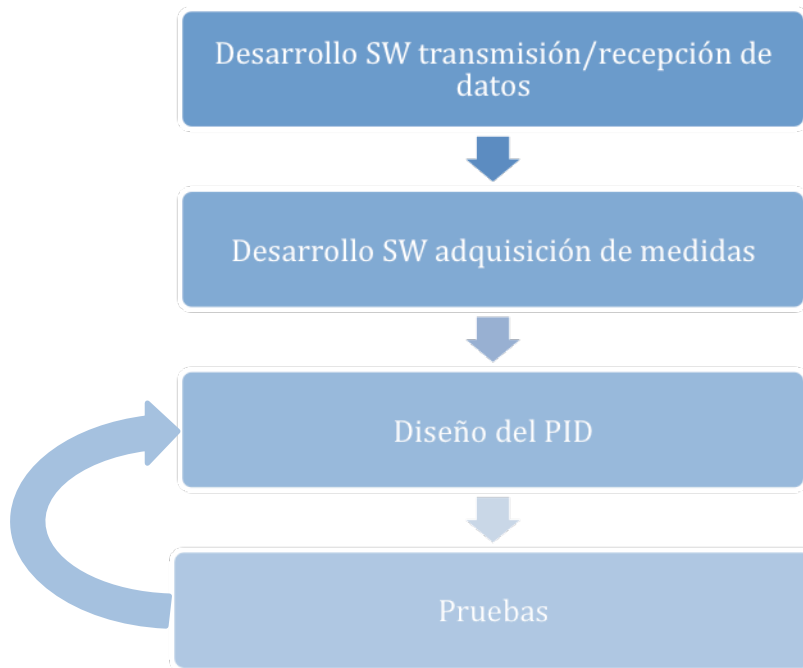 Desarrollo SW transmisión/recepción de
datos
Desarrollo SW adquisición de medidas
Diseño del PID
Pruebas